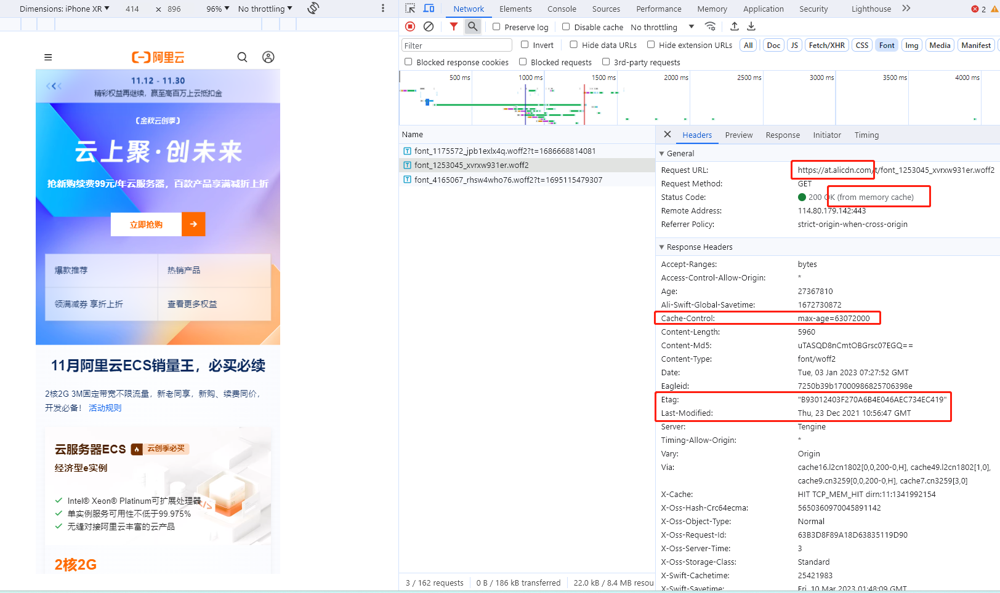 Dimensions: iPhone XR ▼ 414 × 896 96% ▼ No throttling ▼
阿里云
11.12 - 11.30
精彩权益再继续，赢至高百万上云抵扣金
〔金秋云创季〕
云上聚·创未来
抢新购续费99元/年云服务器，百款产品享满减折上折
立即抢购 →
爆款推荐 热销产品
领满减券 享折上折 查看更多权益
11月阿里云ECS销量王，必买必续
2核2G 3M固定带宽不限流量，新老同享，新购、续费同价，
开发必备！ 活动规则
云服务器ECS 云创季必买
经济型e实例
Intel® Xeon® Platinum可扩展处理器
单实例服务可用性不低于99.975%
无缝对接阿里云丰富的云产品
2核2G
Network Elements Console Sources Performance Memory Application Security Lighthouse 2
Preserve log Disable cache No throttling ▼
Filter Invert Hide data URLs Hide extension URLs All Doc JS Fetch/XHR CSS Font Img Media Manifest
Blocked response cookies Blocked requests 3rd-party requests
500 ms 1000 ms 1500 ms 2000 ms 2500 ms 3000 ms 3500 ms 4000 ms
Name
font_1175572_jpb1exlx4q.woff2?t=1686668814081
font_1253045_xvrxw931er.woff2
font_4165067_rhsw4who76.woff2?t=1695115479307
3 / 162 requests 0 B / 186 kB transferred 22.0 kB / 8.4 MB resou
Headers Preview Response Initiator Timing
▼ General
Request URL: https://at.alicdn.com/t/font_1253045_xvrxw931er.woff2
Request Method: GET
Status Code: 200 OK (from memory cache)
Remote Address: 114.80.179.142:443
Referrer Policy: strict-origin-when-cross-origin
▼ Response Headers
Accept-Ranges: bytes
Access-Control-Allow-Origin: *
Age: 27367810
Ali-Swift-Global-Savetime: 1672730872
Cache-Control: max-age=63072000
Content-Length: 5960
Content-Md5: uTASQD8nCmtOBGrsc07EGQ==
Content-Type: font/woff2
Date: Tue, 03 Jan 2023 07:27:52 GMT
Eagleid: 7250b39b17000986825706398e
Etag: "B93012403F270A6B4E046AEC734EC419"
Last-Modified: Thu, 23 Dec 2021 10:56:47 GMT
Server: Tengine
Timing-Allow-Origin: *
Vary: Origin
Via: cache16.l2cn1802[0,0,200-0,H], cache49.l2cn1802[1,0],
cache9.cn3259[0,0,200-0,H], cache7.cn3259[3,0]
X-Cache: HIT TCP_MEM_HIT dirn:11:1341992154
X-Oss-Hash-Crc64ecma: 5650360970045891142
X-Oss-Object-Type: Normal
X-Oss-Request-Id: 63B3D8F89A18D63835119D90
X-Oss-Server-Time: 3
X-Oss-Storage-Class: Standard
X-Swift-Cachetime: 25421983
X-Swift-Savetime: Fri, 10 Mar 2023 01:48:09 GMT